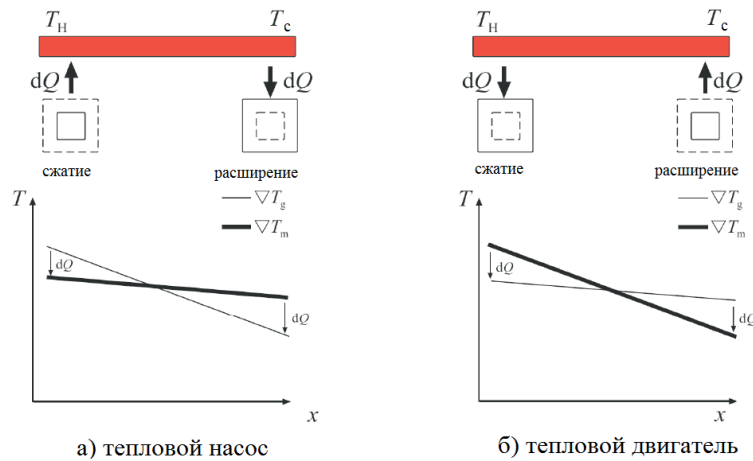 T_H T_c
dQ dQ
сжатие расширение
T
∇T_g
∇T_m
dQ
dQ
x
а) тепловой насос
T_H T_c
dQ dQ
сжатие расширение
T
∇T_g
∇T_m
dQ
dQ
x
б) тепловой двигатель